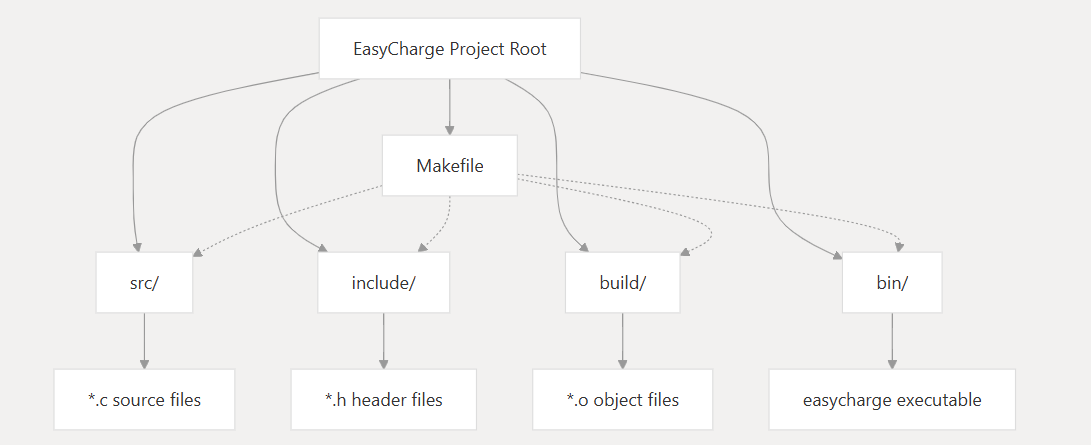 EasyCharge Project Root
Makefile
src/
include/
build/
bin/
*.c source files
*.h header files
*.o object files
easycharge executable